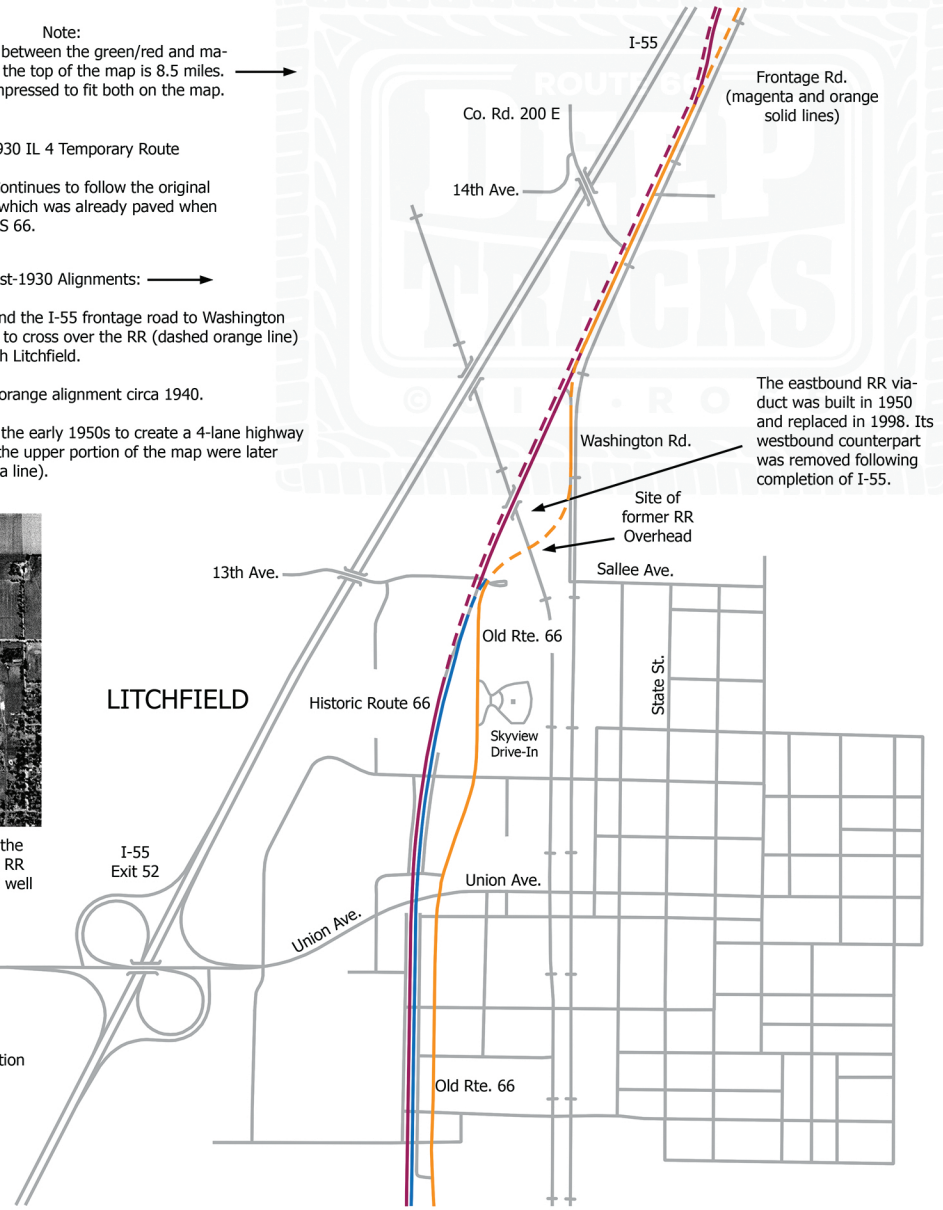 Note:
between the green/red and ma-
the top of the map is 8.5 miles.
mpressed to fit both on the map.
930 IL 4 Temporary Route
ontinues to follow the original
which was already paved when
S 66.
st-1930 Alignments:
nd the I-55 frontage road to Washington
to cross over the RR (dashed orange line)
h Litchfield.
orange alignment circa 1940.
the early 1950s to create a 4-lane highway
the upper portion of the map were later
a line).
the
RR
well
tion
I-55
ROUTE 66
DEEP
TRACKS
Frontage Rd.
(magenta and orange
solid lines)
Co. Rd. 200 E
14th Ave.
The eastbound RR via-
duct was built in 1950
and replaced in 1998. Its
westbound counterpart
was removed following
completion of I-55.
Washington Rd.
Site of
former RR
Overhead
13th Ave.
Sallee Ave.
Old Rte. 66
State St.
LITCHFIELD
Historic Route 66
Skyview
Drive-In
I-55
Exit 52
Union Ave.
Union Ave.
Old Rte. 66